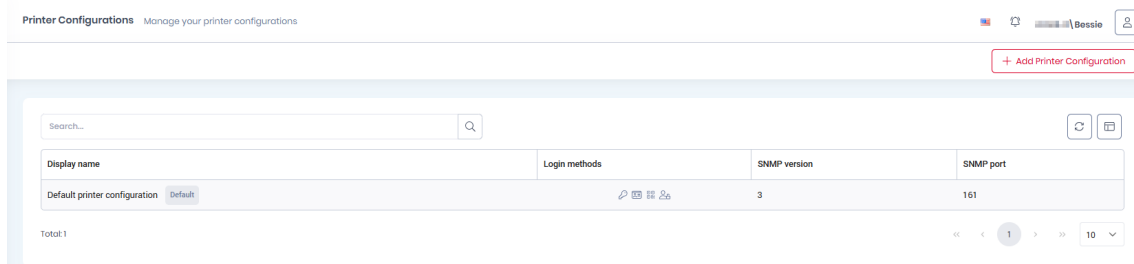 Printer Configurations Manage your printer configurations \Bessie
+ Add Printer Configuration
Search...
Display name Login methods SNMP version SNMP port
Default printer configuration Default 3 161
Total: 1 « < 1 > » 10